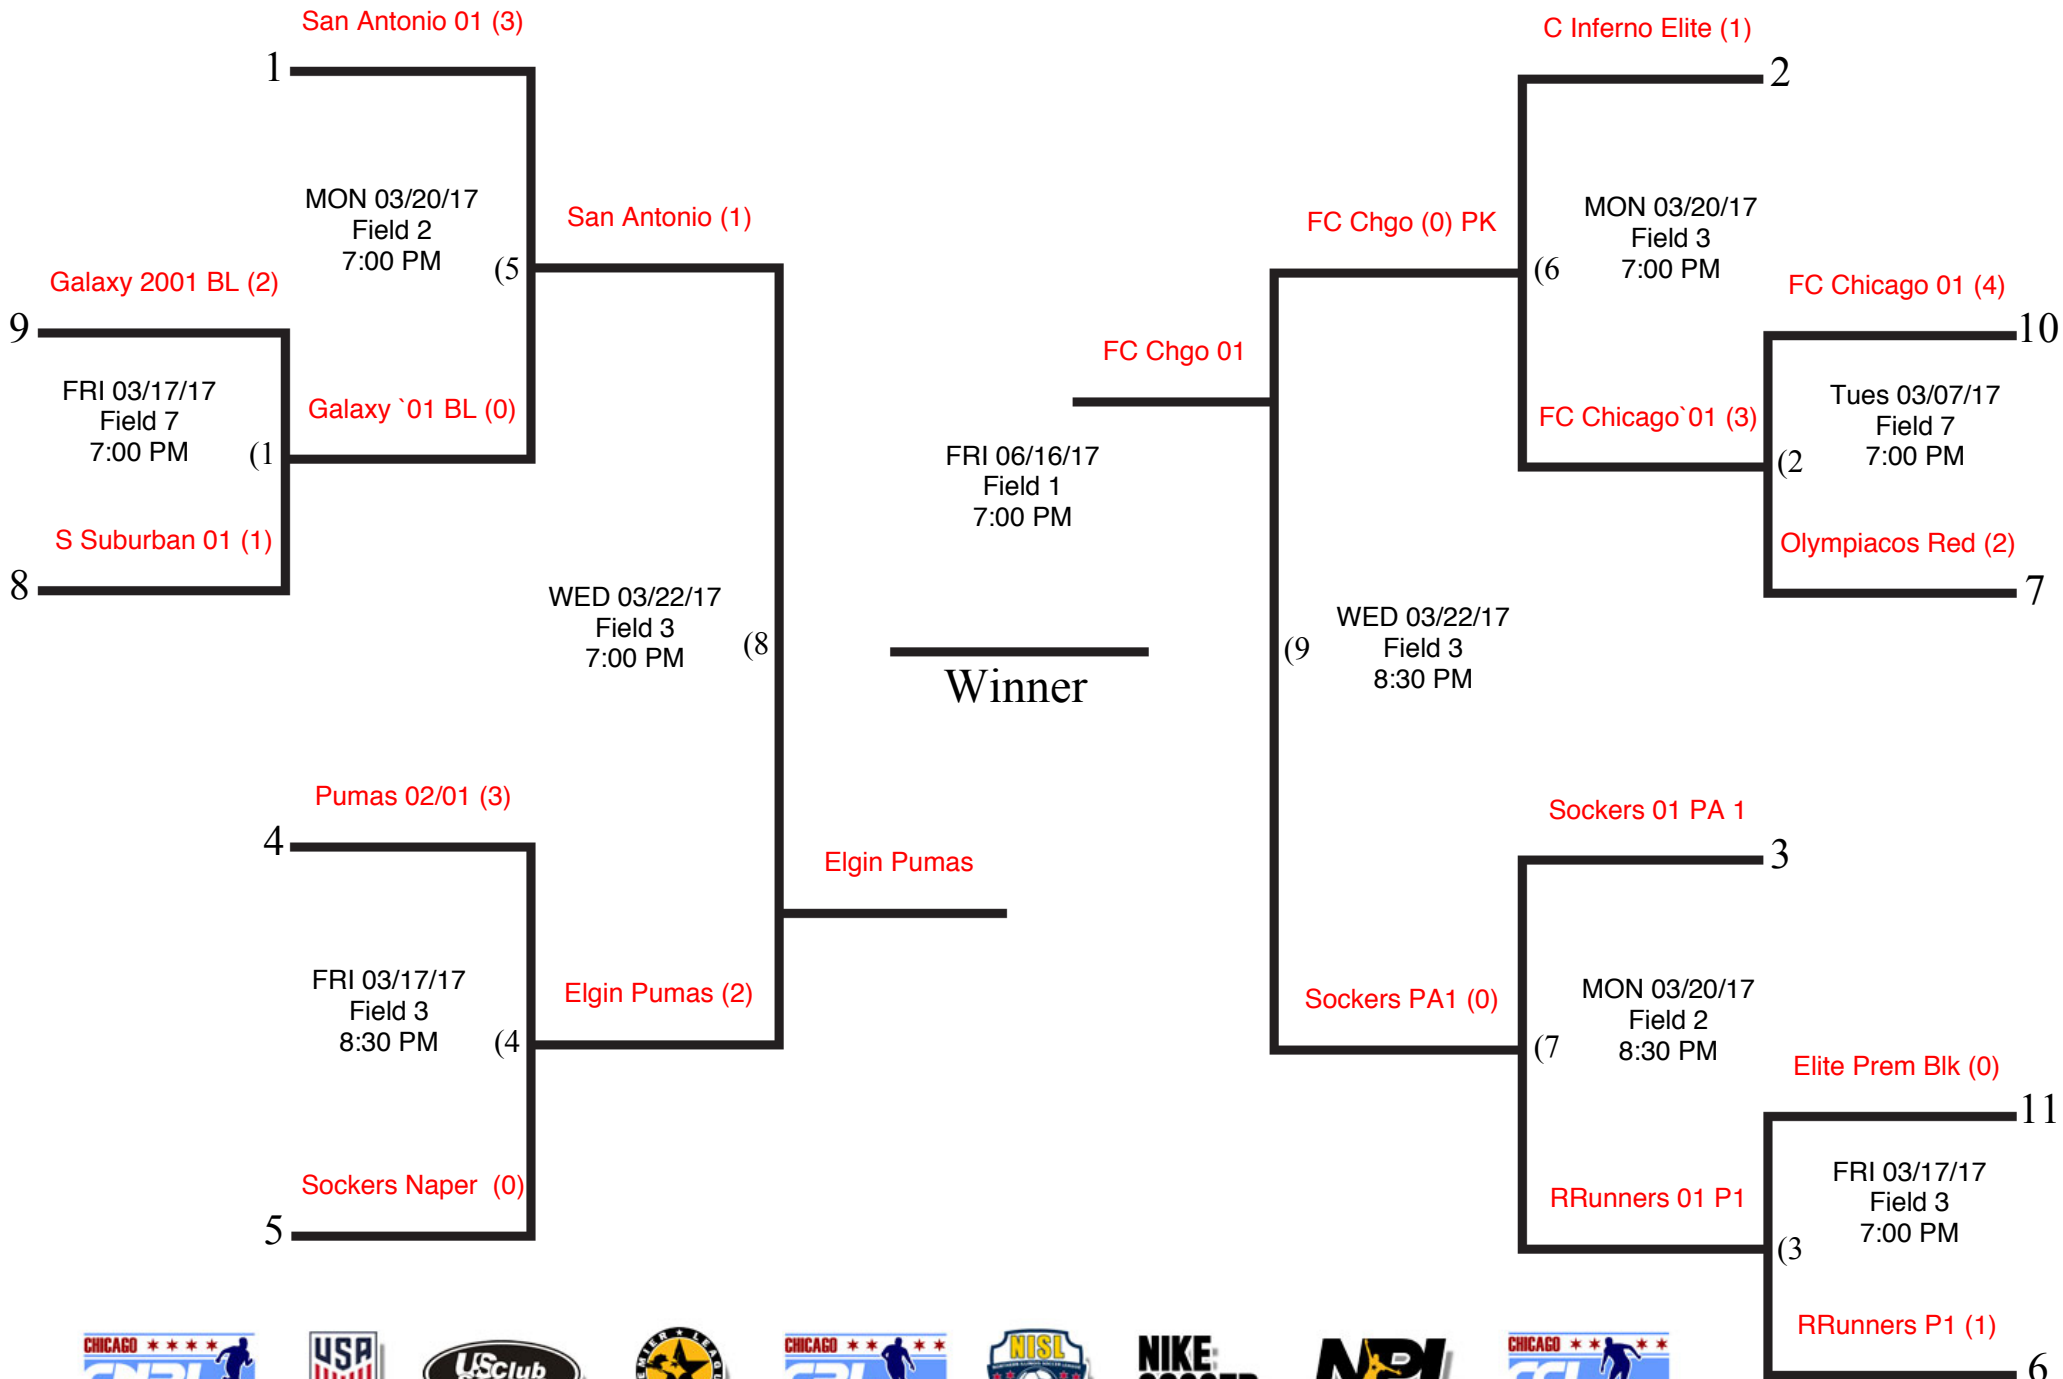 San Antonio 01 (3)
1
MON 03/20/17
Field 2
7:00 PM
(5
San Antonio (1)
Galaxy 2001 BL (2)
9
FRI 03/17/17
Field 7
7:00 PM
(1
Galaxy `01 BL (0)
S Suburban 01 (1)
8
WED 03/22/17
Field 3
7:00 PM
(8
Pumas 02/01 (3)
4
FRI 03/17/17
Field 3
8:30 PM
(4
Elgin Pumas (2)
Elgin Pumas
Sockers Naper (0)
5
FC Chgo 01
FRI 06/16/17
Field 1
7:00 PM
Winner
C Inferno Elite (1)
2
FC Chgo (0) PK
(6
MON 03/20/17
Field 3
7:00 PM
FC Chicago 01 (4)
10
FC Chicago`01 (3)
(2
Tues 03/07/17
Field 7
7:00 PM
Olympiacos Red (2)
7
(9
WED 03/22/17
Field 3
8:30 PM
Sockers 01 PA 1
3
Sockers PA1 (0)
(7
MON 03/20/17
Field 2
8:30 PM
Elite Prem Blk (0)
11
RRunners 01 P1
(3
FRI 03/17/17
Field 3
7:00 PM
RRunners P1 (1)
6
CHICAGO
USA
US Club
CHICAGO
NISL
NIKE
SOCCER
NPL
CHICAGO